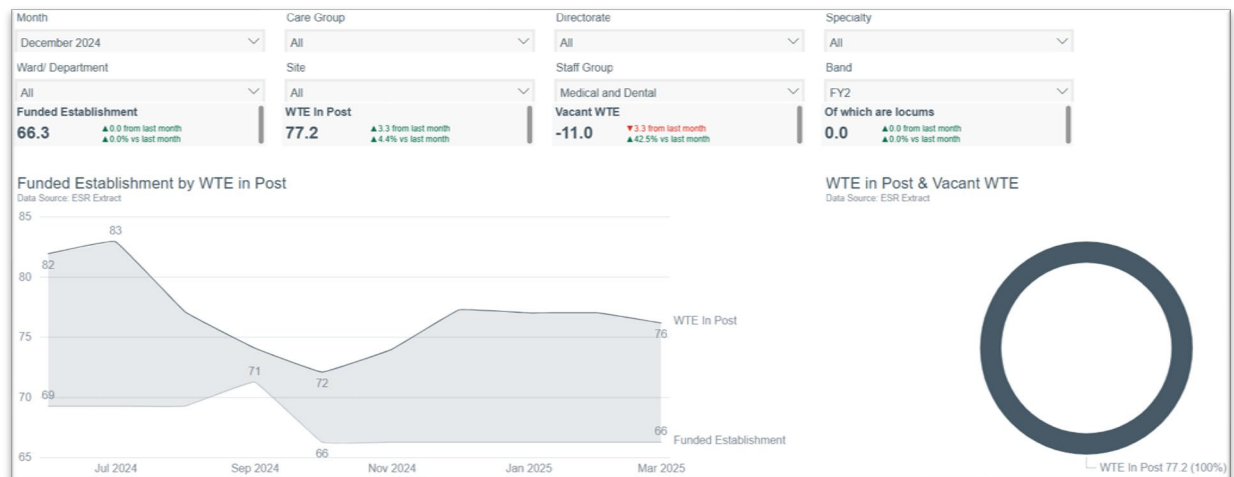 Month Care Group Directorate Specialty
December 2024 All All All
Ward/ Department Site Staff Group Band
All All Medical and Dental FY2
Funded Establishment WTE In Post Vacant WTE Of which are locums
66.3 ▲0.0 from last month 77.2 ▲3.3 from last month -11.0 ▼3.3 from last month 0.0 ▲0.0 from last month
▲0.0% vs last month ▲4.4% vs last month ▲42.5% vs last month ▲0.0% vs last month
Funded Establishment by WTE in Post WTE in Post & Vacant WTE
Data Source: ESR Extract Data Source: ESR Extract
85
83
82
80
WTE In Post
75
76
71
72
70 69
66
Funded Establishment
66
65
Jul 2024 Sep 2024 Nov 2024 Jan 2025 Mar 2025
WTE In Post 77.2 (100%)